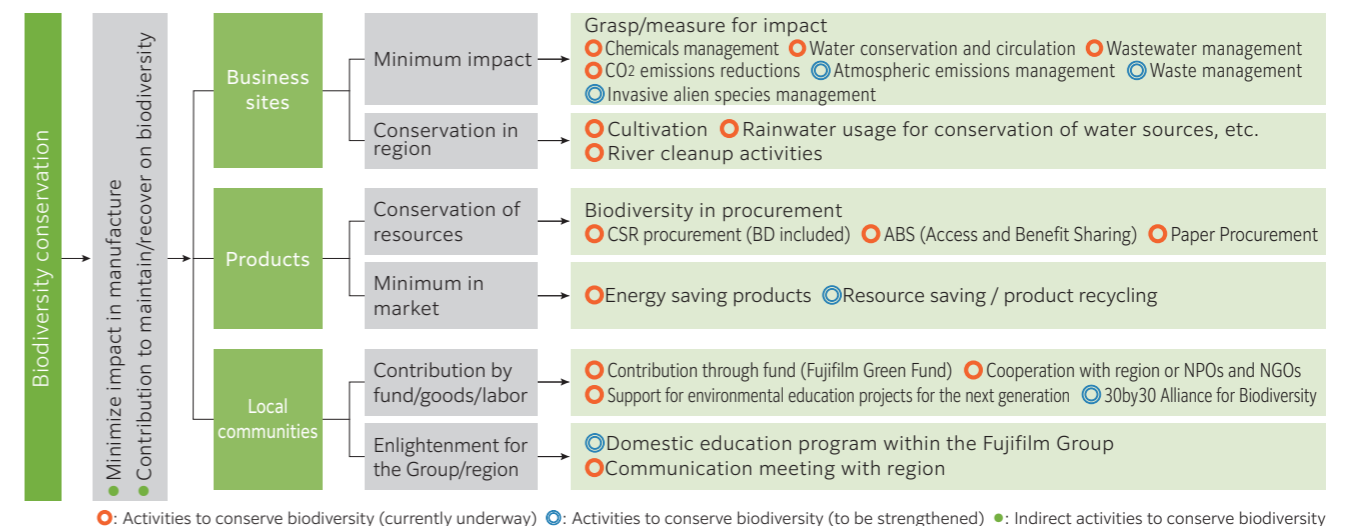 Biodiversity conservation
● Minimize impact in manufacture
● Contribution to maintain/recover on biodiversity
Business
sites
Minimum impact
Grasp/measure for impact
○Chemicals management ○Water conservation and circulation ○Wastewater management
○CO2 emissions reductions ◎Atmospheric emissions management ◎Waste management
◎Invasive alien species management
Conservation in
region
○Cultivation ○Rainwater usage for conservation of water sources, etc.
○River cleanup activities
Products
Conservation of
resources
Biodiversity in procurement
○CSR procurement (BD included) ○ABS (Access and Benefit Sharing) ○Paper Procurement
Minimum in
market
○Energy saving products ◎Resource saving / product recycling
Local
communities
Contribution by
fund/goods/labor
○Contribution through fund (Fujifilm Green Fund) ○Cooperation with region or NPOs and NGOs
○Support for environmental education projects for the next generation ◎30by30 Alliance for Biodiversity
Enlightenment for
the Group/region
◎Domestic education program within the Fujifilm Group
○Communication meeting with region
○: Activities to conserve biodiversity (currently underway) ◎: Activities to conserve biodiversity (to be strengthened) ●: Indirect activities to conserve biodiversity